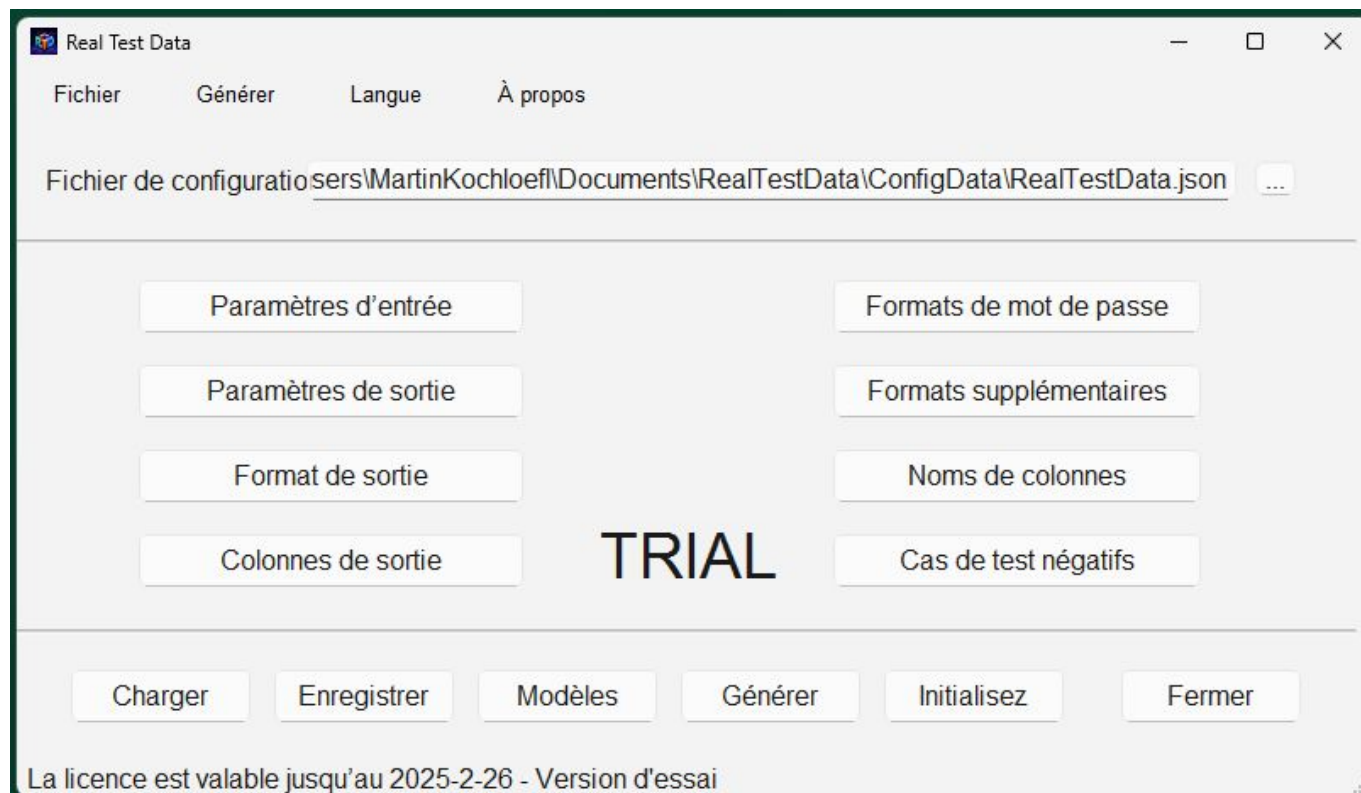 Real Test Data
Fichier Générer Langue À propos
Fichier de configuratio sers\MartinKochloefl\Documents\RealTestData\ConfigData\RealTestData.json ...
Paramètres d’entrée Formats de mot de passe
Paramètres de sortie Formats supplémentaires
Format de sortie Noms de colonnes
Colonnes de sortie TRIAL Cas de test négatifs
Charger Enregistrer Modèles Générer Initialisez Fermer
La licence est valable jusqu’au 2025-2-26 - Version d'essai